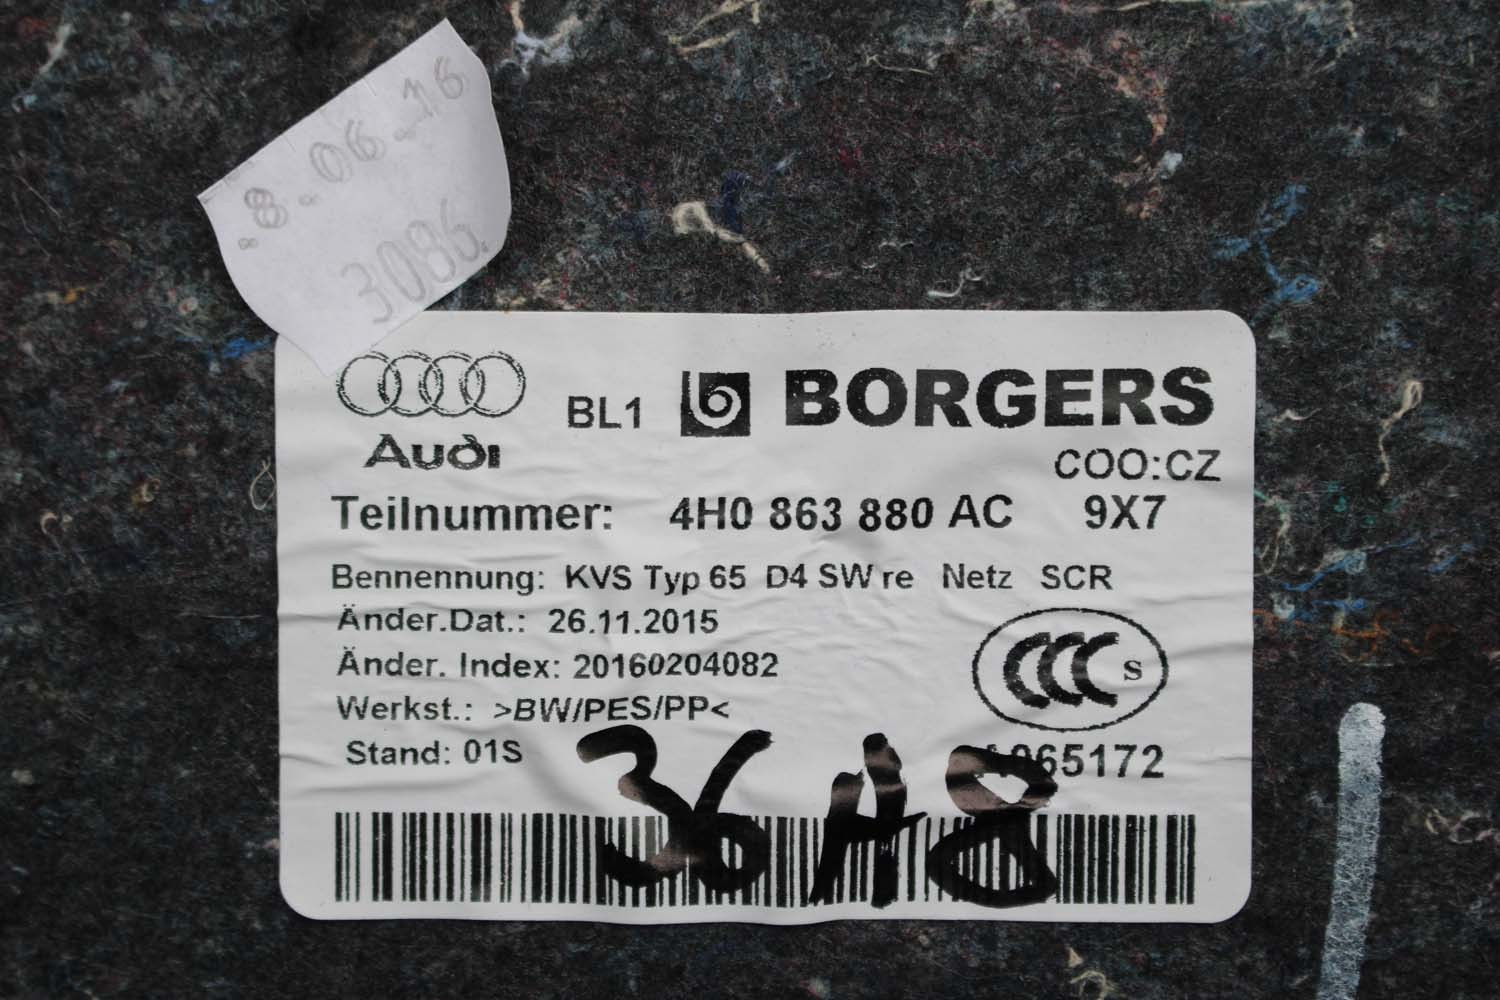 .8.06.16
3086.
Audi
BL1 BORGERS
COO:CZ
Teilnummer: 4H0 863 880 AC 9X7
Bennennung: KVS Typ 65 D4 SW re Netz SCR
Änder.Dat.: 26.11.2015
Änder. Index: 20160204082
CCC S
Werkst.: >BW/PES/PP<
Stand: 01S
36 A8